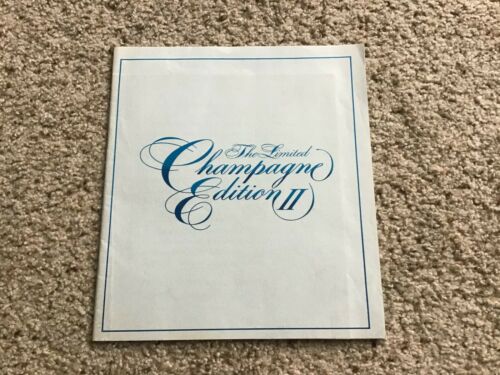 The Limited
Champagne
Edition II